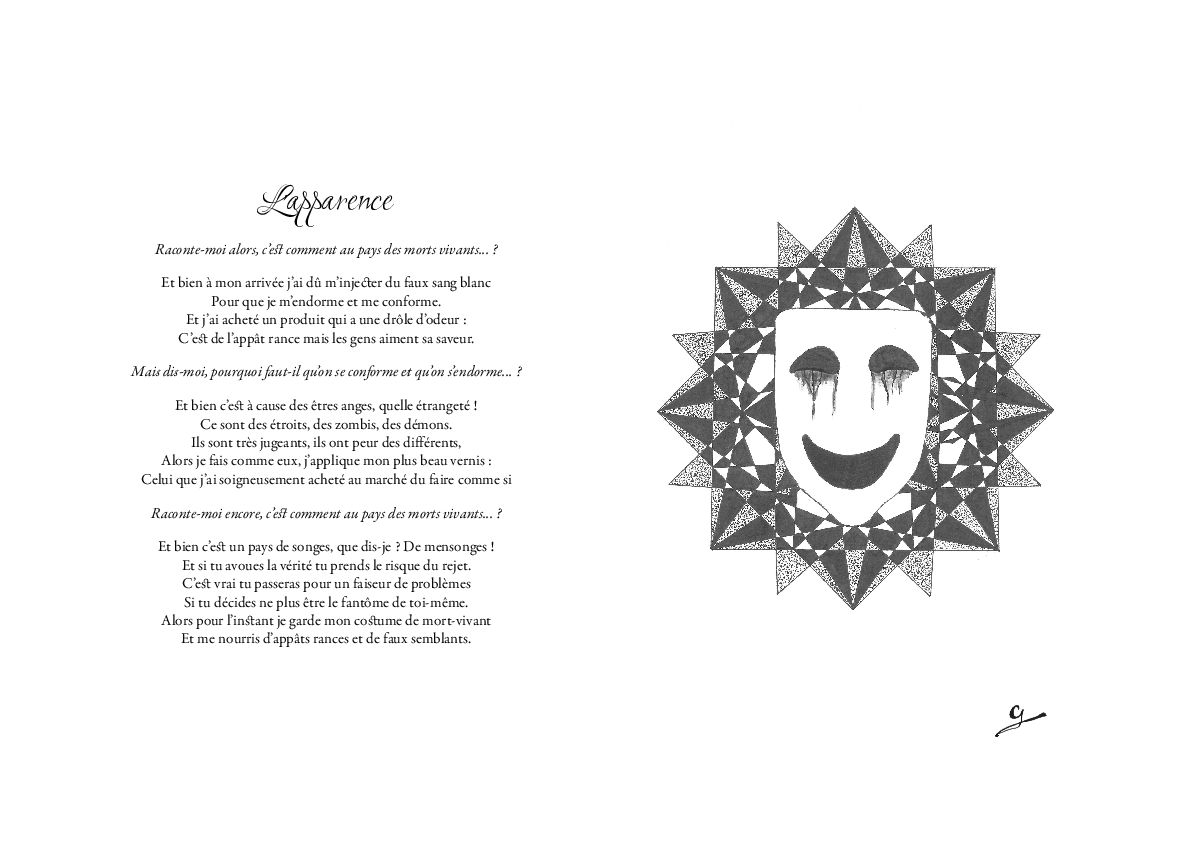 L'apparence
Raconte-moi alors, c'est comment au pays des morts vivants... ?
Et bien à mon arrivée j'ai dû m'injecter du faux sang blanc
Pour que je m'endorme et me conforme.
Et j'ai acheté un produit qui a une drôle d'odeur :
C'est de l'appât rance mais les gens aiment sa saveur.
Mais dis-moi, pourquoi faut-il qu'on se conforme et qu'on s'endorme... ?
Et bien c'est à cause des êtres anges, quelle étrangeté !
Ce sont des étroits, des zombis, des démons.
Ils sont très jugeants, ils ont peur des différents,
Alors je fais comme eux, j'applique mon plus beau vernis :
Celui que j'ai soigneusement acheté au marché du faire comme si
Raconte-moi encore, c'est comment au pays des morts vivants... ?
Et bien c'est un pays de songes, que dis-je ? De mensonges !
Et si tu avoues la vérité tu prends le risque du rejet.
C'est vrai tu passeras pour un faiseur de problèmes
Si tu décides ne plus être le fantôme de toi-même.
Alors pour l'instant je garde mon costume de mort-vivant
Et me nourris d'appâts rances et de faux semblants.